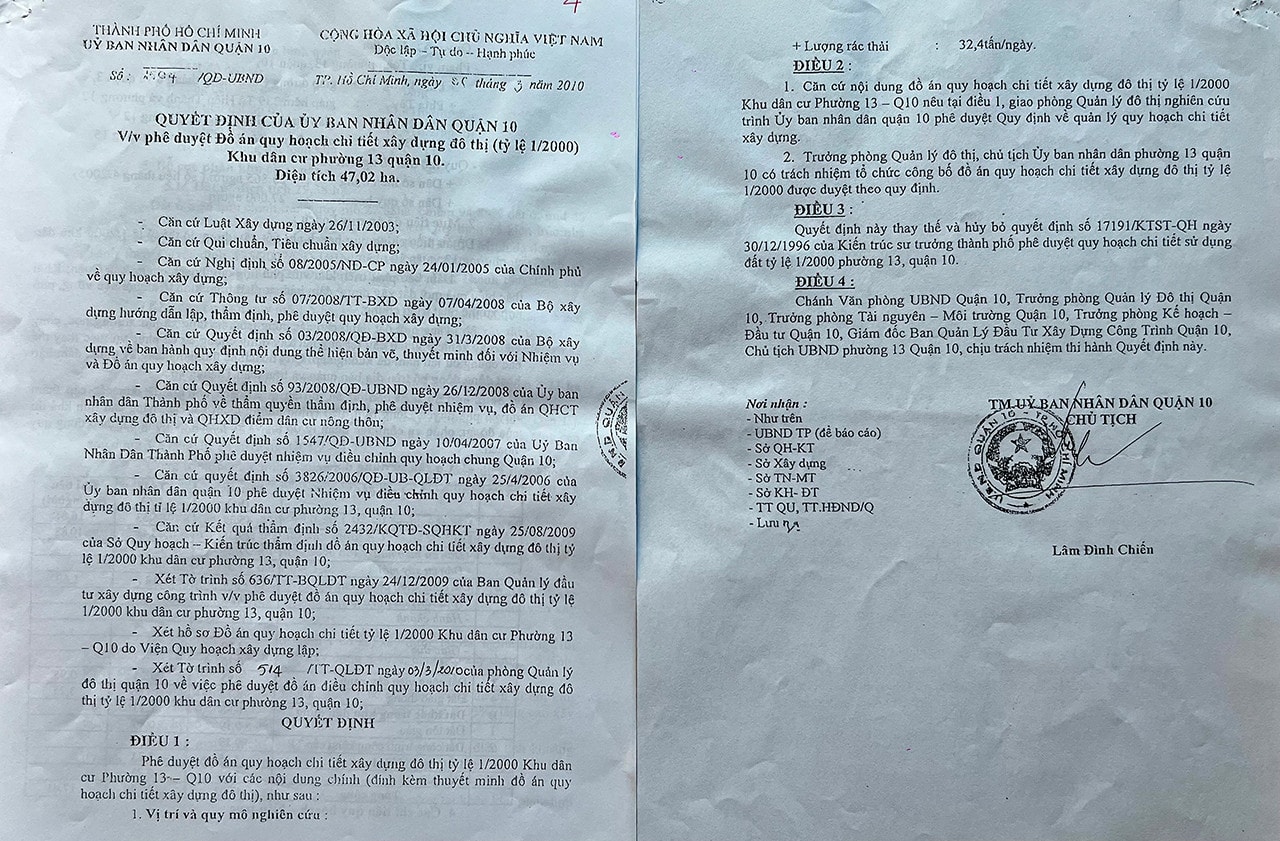 THÀNH PHỐ HỒ CHÍ MINH
ỦY BAN NHÂN DÂN QUẬN 10
CỘNG HÒA XÃ HỘI CHỦ NGHĨA VIỆT NAM
Độc lập – Tự do – Hạnh phúc
Số : /QĐ-UBND
TP. Hồ Chí Minh, ngày tháng 3 năm 2010
QUYẾT ĐỊNH CỦA ỦY BAN NHÂN DÂN QUẬN 10
V/v phê duyệt Đồ án quy hoạch chi tiết xây dựng đô thị (tỷ lệ 1/2000)
Khu dân cư phường 13 quận 10.
Diện tích 47,02 ha.
- Căn cứ Luật Xây dựng ngày 26/11/2003;
- Căn cứ Qui chuẩn, Tiêu chuẩn xây dựng;
- Căn cứ Nghị định số 08/2005/NĐ-CP ngày 24/01/2005 của Chính phủ
về quy hoạch xây dựng;
- Căn cứ Thông tư số 07/2008/TT-BXD ngày 07/04/2008 của Bộ xây
dựng hướng dẫn lập, thẩm định, phê duyệt quy hoạch xây dựng;
- Căn cứ Quyết định số 03/2008/QĐ-BXD ngày 31/3/2008 của Bộ xây
dựng về ban hành quy định nội dung thể hiện bản vẽ, thuyết minh đối với Nhiệm vụ
và Đồ án quy hoạch xây dựng;
- Căn cứ Quyết định số 93/2008/QĐ-UBND ngày 26/12/2008 của Ủy ban
nhân dân Thành phố về thẩm quyền thẩm định, phê duyệt nhiệm vụ, đồ án QHCT
xây dựng đô thị và QHXD điểm dân cư nông thôn;
- Căn cứ Quyết định số 1547/QĐ-UBND ngày 10/04/2007 của Uỷ Ban
Nhân Dân Thành Phố phê duyệt nhiệm vụ điều chỉnh quy hoạch chung Quận 10;
- Căn cứ quyết định số 3826/2006/QĐ-UB-QLĐT ngày 25/4/2006 của
Ủy ban nhân dân quận 10 phê duyệt Nhiệm vụ điều chỉnh quy hoạch chi tiết xây
dựng đô thị tỉ lệ 1/2000 khu dân cư phường 13, quận 10;
- Căn cứ Kết quả thẩm định số 2432/KQTĐ-SQHKT ngày 25/08/2009
của Sở Quy hoạch – Kiến trúc thẩm định đồ án quy hoạch chi tiết xây dựng đô thị tỷ
lệ 1/2000 khu dân cư phường 13, quận 10;
- Xét Tờ trình số 636/TT-BQLDT ngày 24/12/2009 của Ban Quản lý đầu
tư xây dựng công trình v/v phê duyệt đồ án quy hoạch chi tiết xây dựng đô thị tỷ lệ
1/2000 khu dân cư phường 13, quận 10;
- Xét hồ sơ Đồ án quy hoạch chi tiết tỷ lệ 1/2000 Khu dân cư Phường 13
– Q10 do Viện Quy hoạch xây dựng lập;
- Xét Tờ trình số 514 /TT-QLĐT ngày 03/3/2010 của phòng Quản lý
đô thị quận 10 về việc phê duyệt đồ án điều chỉnh quy hoạch chi tiết xây dựng đô
thị tỷ lệ 1/2000 khu dân cư phường 13, quận 10;
QUYẾT ĐỊNH
ĐIỀU 1 :
Phê duyệt đồ án quy hoạch chi tiết xây dựng đô thị tỷ lệ 1/2000 Khu dân
cư Phường 13 – Q10 với các nội dung chính (đính kèm thuyết minh đồ án quy
hoạch chi tiết xây dựng đô thị), như sau :
1. Vị trí và quy mô nghiên cứu :
+ Lượng rác thải : 32,4tấn/ngày.
ĐIỀU 2 :
1. Căn cứ nội dung đồ án quy hoạch chi tiết xây dựng đô thị tỷ lệ 1/2000
Khu dân cư Phường 13 – Q10 nêu tại điều 1, giao phòng Quản lý đô thị nghiên cứu
trình Ủy ban nhân dân quận 10 phê duyệt Quy định về quản lý quy hoạch chi tiết
xây dựng.
2. Trưởng phòng Quản lý đô thị, chủ tịch Ủy ban nhân dân phường 13 quận
10 có trách nhiệm tổ chức công bố đồ án quy hoạch chi tiết xây dựng đô thị tỷ lệ
1/2000 được duyệt theo quy định.
ĐIỀU 3 :
Quyết định này thay thế và hủy bỏ quyết định số 17191/KTST-QH ngày
30/12/1996 của Kiến trúc sư trưởng thành phố phê duyệt quy hoạch chi tiết sử dụng
đất tỷ lệ 1/2000 phường 13, quận 10.
ĐIỀU 4 :
Chánh Văn phòng UBND Quận 10, Trưởng phòng Quản lý Đô thị Quận
10, Trưởng phòng Tài nguyên – Môi trường Quận 10, Trưởng phòng Kế hoạch –
Đầu tư Quận 10, Giám đốc Ban Quản Lý Đầu Tư Xây Dựng Công Trình Quận 10,
Chủ tịch UBND phường 13 Quận 10, chịu trách nhiệm thi hành Quyết định này.
Nơi nhận :
- Như trên
- UBND TP (để báo cáo)
- Sở QH-KT
- Sở Xây dựng
- Sở TN-MT
- Sở KH- ĐT
- TT QU, TT.HĐND/Q
- Lưu
TM.UỶ BAN NHÂN DÂN QUẬN 10
CHỦ TỊCH
U.B.N.D QUẬN 10 - T.P HỒ CHÍ MINH
Lâm Đình Chiến